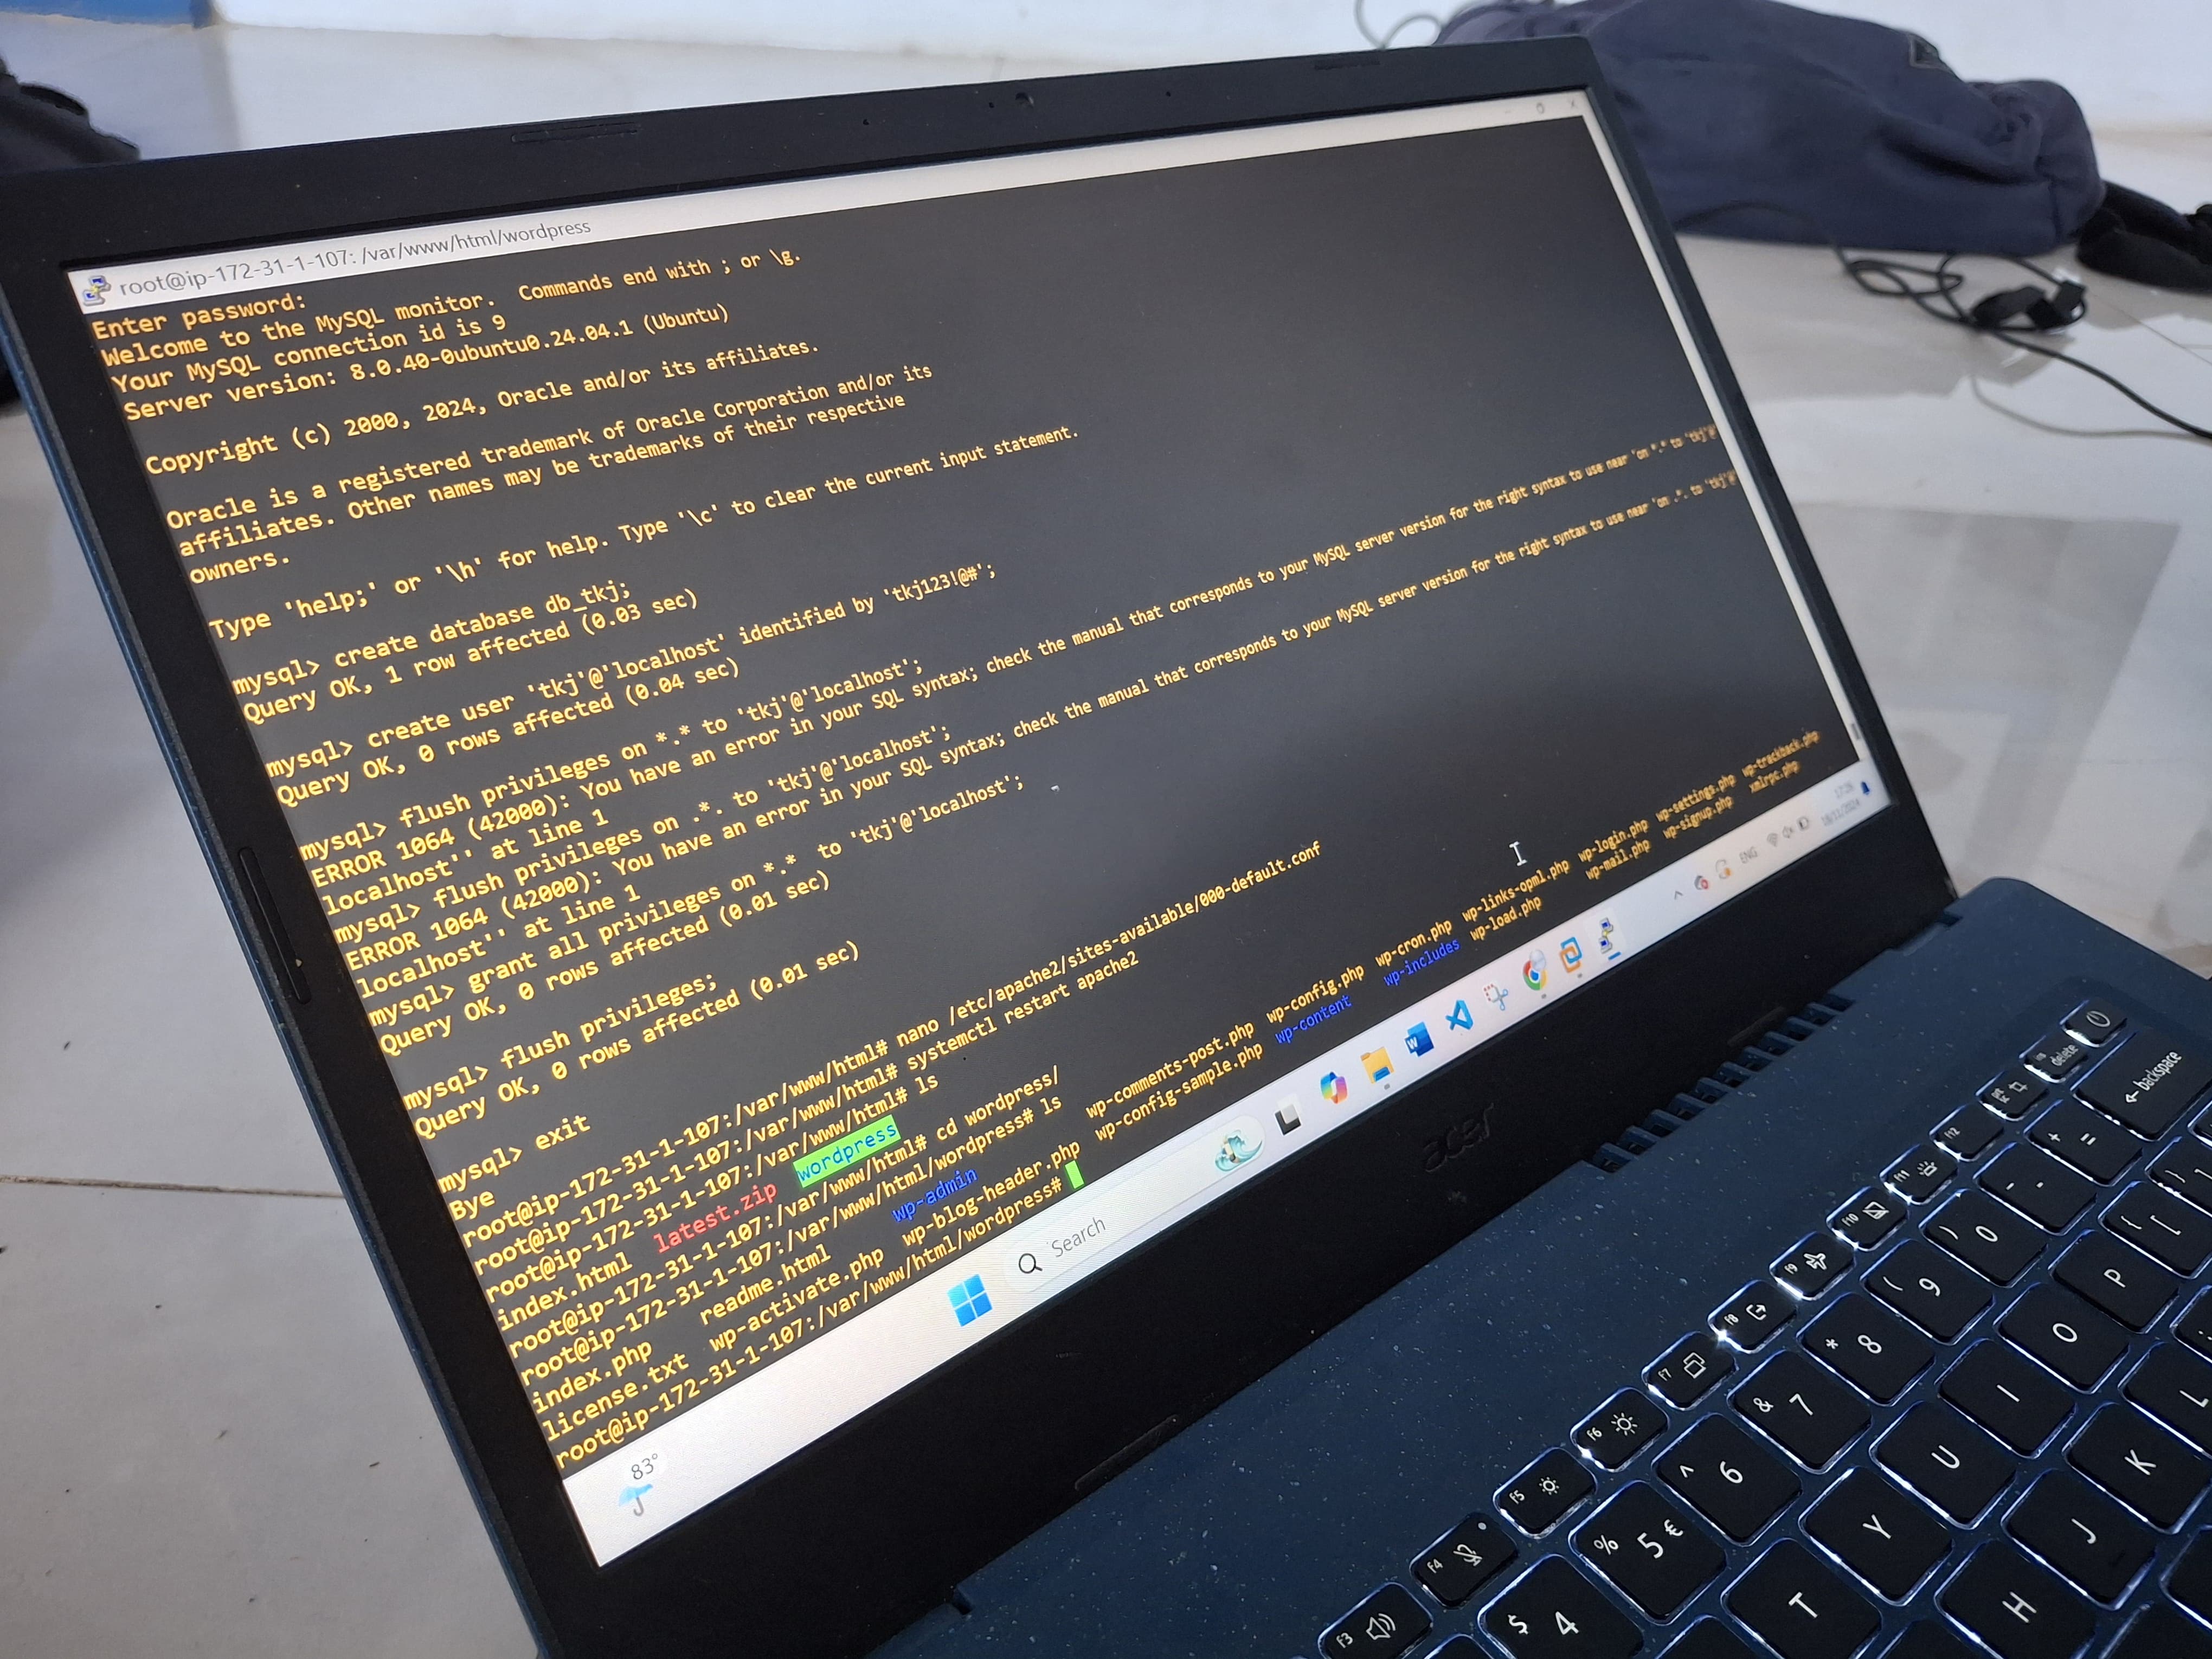 root@ip-172-31-1-107: /var/www/html/wordpress
Enter password:
Welcome to the MySQL monitor.  Commands end with ; or \g.
Your MySQL connection id is 9
Server version: 8.0.40-0ubuntu0.24.04.1 (Ubuntu)
Copyright (c) 2000, 2024, Oracle and/or its affiliates.
Oracle is a registered trademark of Oracle Corporation and/or its
affiliates. Other names may be trademarks of their respective
owners.
Type 'help;' or '\h' for help. Type '\c' to clear the current input statement.
mysql> create database db_tkj;
Query OK, 1 row affected (0.03 sec)
mysql> create user 'tkj'@'localhost' identified by 'tkj123!@#';
Query OK, 0 rows affected (0.04 sec)
mysql> flush privileges on *.* to 'tkj'@'localhost';
ERROR 1064 (42000): You have an error in your SQL syntax; check the manual that corresponds to your MySQL server version for the right syntax to use near 'on *.* to 'tkj'@'
localhost'' at line 1
mysql> flush privileges on .*. to 'tkj'@'localhost';
ERROR 1064 (42000): You have an error in your SQL syntax; check the manual that corresponds to your MySQL server version for the right syntax to use near 'on .*. to 'tkj'@'
localhost'' at line 1
mysql> grant all privileges on *.*  to 'tkj'@'localhost';
Query OK, 0 rows affected (0.01 sec)
mysql> flush privileges;
Query OK, 0 rows affected (0.01 sec)
mysql> exit
Bye
root@ip-172-31-1-107:/var/www/html# nano /etc/apache2/sites-available/000-default.conf
root@ip-172-31-1-107:/var/www/html# systemctl restart apache2
root@ip-172-31-1-107:/var/www/html# ls
index.html  latest.zip  wordpress
root@ip-172-31-1-107:/var/www/html# cd wordpress/
root@ip-172-31-1-107:/var/www/html/wordpress# ls
index.php    readme.html      wp-admin            wp-comments-post.php  wp-config.php  wp-cron.php  wp-links-opml.php  wp-login.php  wp-settings.php  wp-trackback.php
license.txt  wp-activate.php  wp-blog-header.php  wp-config-sample.php  wp-content     wp-includes  wp-load.php        wp-mail.php   wp-signup.php    xmlrpc.php
root@ip-172-31-1-107:/var/www/html/wordpress#
83°
Search
ENG
acer
delete
backspace
F12
F11
F10
F9
F8
F7
F6
F5
F4
F3
+ =
_ -
) 0
( 9
* 8
& 7
^ 6
% 5 €
$ 4
{ [
P
O
I
U
Y
T
L
K
J
H